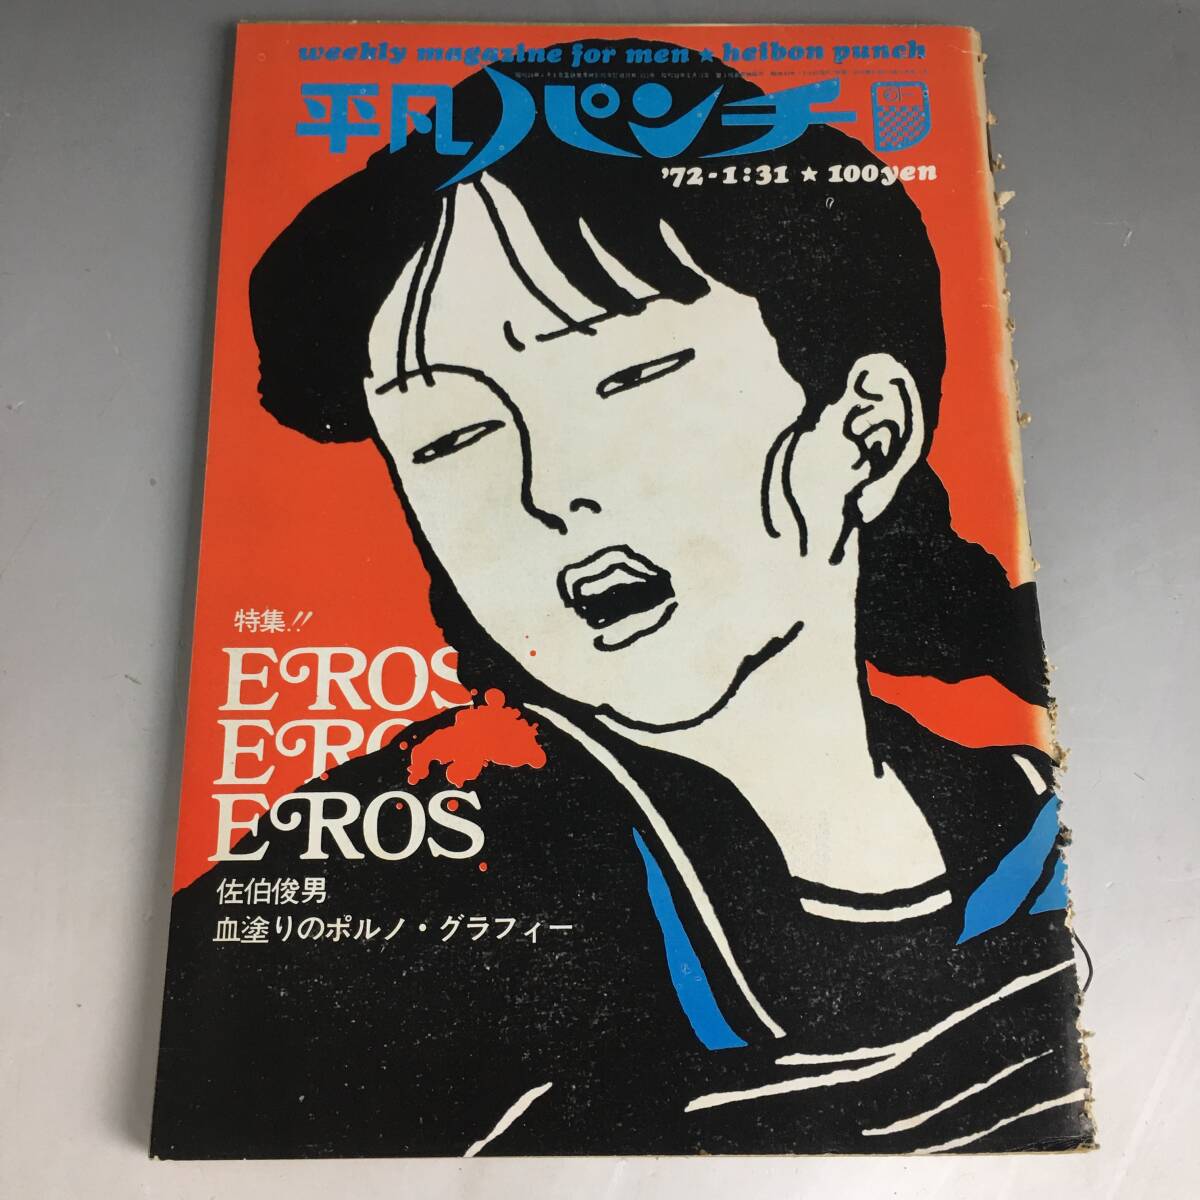 weekly magazine for men ★ heibon punch
平凡パンチ
'72-1:31 ★ 100yen
特集!!
EROS
EROS
EROS
佐伯俊男
血塗りのポルノ・グラフィー